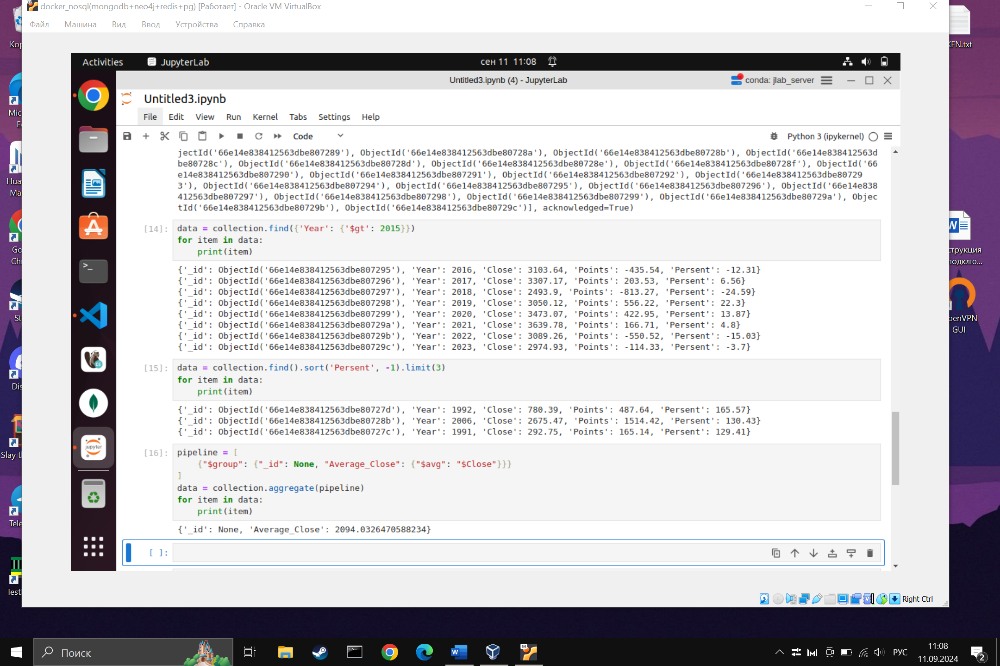 docker_nosql(mongodb+neo4j+redis+pg) [Работает] - Oracle VM VirtualBox
Файл Машина Вид Ввод Устройства Справка
Activities JupyterLab сен 11 11:08
Untitled3.ipynb (4) - JupyterLab conda: jlab_server
Untitled3.ipynb
File Edit View Run Kernel Tabs Settings Help
Code Python 3 (ipykernel)
jectId('66e14e838412563dbe807289'), ObjectId('66e14e838412563dbe80728a'), ObjectId('66e14e838412563dbe80728b'), ObjectId('66e14e838412563d
be80728c'), ObjectId('66e14e838412563dbe80728d'), ObjectId('66e14e838412563dbe80728e'), ObjectId('66e14e838412563dbe80728f'), ObjectId('66
e14e838412563dbe807290'), ObjectId('66e14e838412563dbe807291'), ObjectId('66e14e838412563dbe807292'), ObjectId('66e14e838412563dbe80729
3'), ObjectId('66e14e838412563dbe807294'), ObjectId('66e14e838412563dbe807295'), ObjectId('66e14e838412563dbe807296'), ObjectId('66e14e838
412563dbe807297'), ObjectId('66e14e838412563dbe807298'), ObjectId('66e14e838412563dbe807299'), ObjectId('66e14e838412563dbe80729a'), Objec
tId('66e14e838412563dbe80729b'), ObjectId('66e14e838412563dbe80729c')], acknowledged=True)
[14]: data = collection.find({'Year': {'$gt': 2015}})
for item in data:
    print(item)
{'_id': ObjectId('66e14e838412563dbe807295'), 'Year': 2016, 'Close': 3103.64, 'Points': -435.54, 'Persent': -12.31}
{'_id': ObjectId('66e14e838412563dbe807296'), 'Year': 2017, 'Close': 3307.17, 'Points': 203.53, 'Persent': 6.56}
{'_id': ObjectId('66e14e838412563dbe807297'), 'Year': 2018, 'Close': 2493.9, 'Points': -813.27, 'Persent': -24.59}
{'_id': ObjectId('66e14e838412563dbe807298'), 'Year': 2019, 'Close': 3050.12, 'Points': 556.22, 'Persent': 22.3}
{'_id': ObjectId('66e14e838412563dbe807299'), 'Year': 2020, 'Close': 3473.07, 'Points': 422.95, 'Persent': 13.87}
{'_id': ObjectId('66e14e838412563dbe80729a'), 'Year': 2021, 'Close': 3639.78, 'Points': 166.71, 'Persent': 4.8}
{'_id': ObjectId('66e14e838412563dbe80729b'), 'Year': 2022, 'Close': 3089.26, 'Points': -550.52, 'Persent': -15.03}
{'_id': ObjectId('66e14e838412563dbe80729c'), 'Year': 2023, 'Close': 2974.93, 'Points': -114.33, 'Persent': -3.7}
[15]: data = collection.find().sort('Persent', -1).limit(3)
for item in data:
    print(item)
{'_id': ObjectId('66e14e838412563dbe80727d'), 'Year': 1992, 'Close': 780.39, 'Points': 487.64, 'Persent': 165.57}
{'_id': ObjectId('66e14e838412563dbe80728b'), 'Year': 2006, 'Close': 2675.47, 'Points': 1514.42, 'Persent': 130.43}
{'_id': ObjectId('66e14e838412563dbe80727c'), 'Year': 1991, 'Close': 292.75, 'Points': 165.14, 'Persent': 129.41}
[16]: pipeline = [
    {"$group": {"_id": None, "Average_Close": {"$avg": "$Close"}}}
]
data = collection.aggregate(pipeline)
for item in data:
    print(item)
{'_id': None, 'Average_Close': 2094.0326470588234}
[ ]:
Right Ctrl
Кор
Mic
E
Hua
Ma
Go
Ch
St
Dis
Slay t
Tele
Test
KFN.txt
струкция
подклю...
penVPN
GUI
jupyter
CE
Поиск
64
РУС
11:08
11.09.2024
2